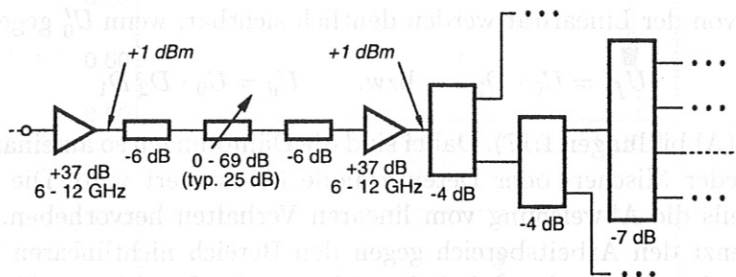 +1 dBm
+1 dBm
-6 dB
0 - 69 dB
(typ. 25 dB)
-6 dB
+37 dB
6 - 12 GHz
+37 dB
6 - 12 GHz
-4 dB
-4 dB
-7 dB